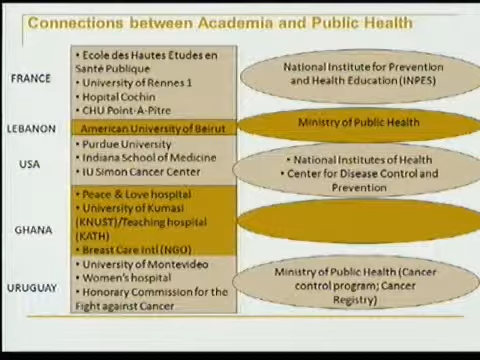 Connections between Academia and Public Health
FRANCE
• Ecole des Hautes Etudes en
Santé Publique
• University of Rennes 1
• Hopital Cochin
• CHU Point-À-Pitre
National Institute for Prevention
and Health Education (INPES)
LEBANON
American University of Beirut
Ministry of Public Health
USA
• Purdue University
• Indiana School of Medicine
• IU Simon Cancer Center
• National Institutes of Health
• Center for Disease Control and
Prevention
GHANA
• Peace & Love hospital
• University of Kumasi
(KNUST)/Teaching hospital
(KATH)
• Breast Care Intl (NGO)
URUGUAY
• University of Montevideo
• Women's hospital
• Honorary Commission for the
Fight against Cancer
Ministry of Public Health (Cancer
control program; Cancer
Registry)